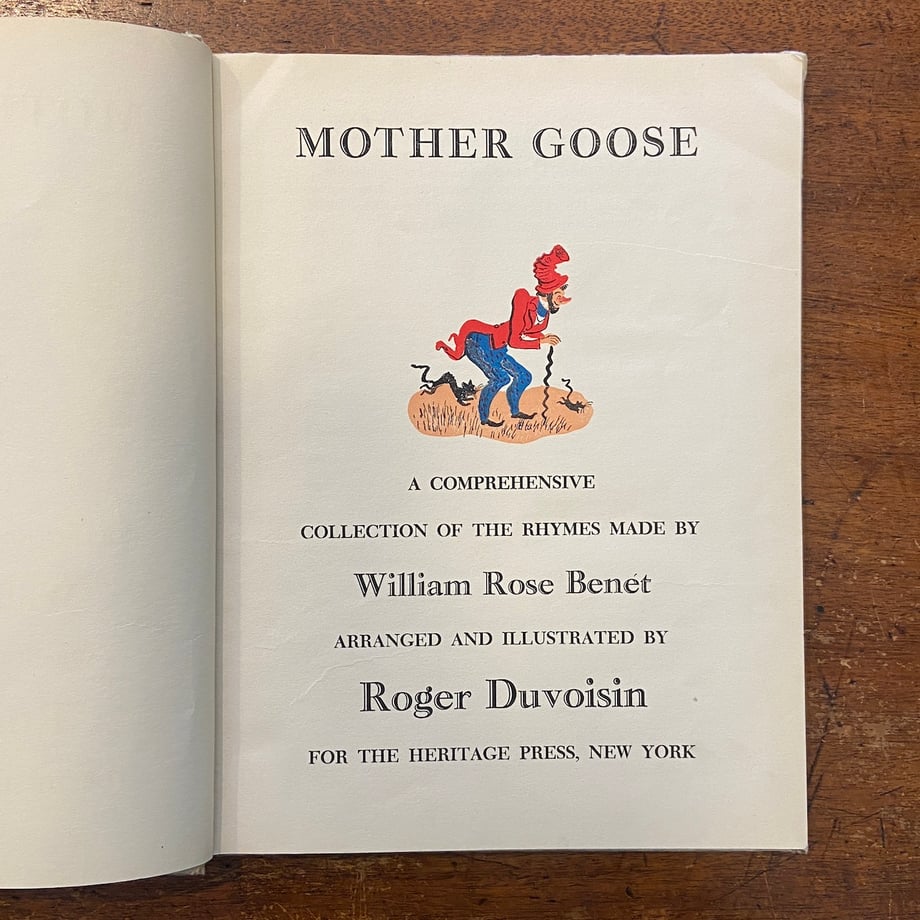 MOTHER GOOSE
A COMPREHENSIVE
COLLECTION OF THE RHYMES MADE BY
William Rose Benét
ARRANGED AND ILLUSTRATED BY
Roger Duvoisin
FOR THE HERITAGE PRESS, NEW YORK